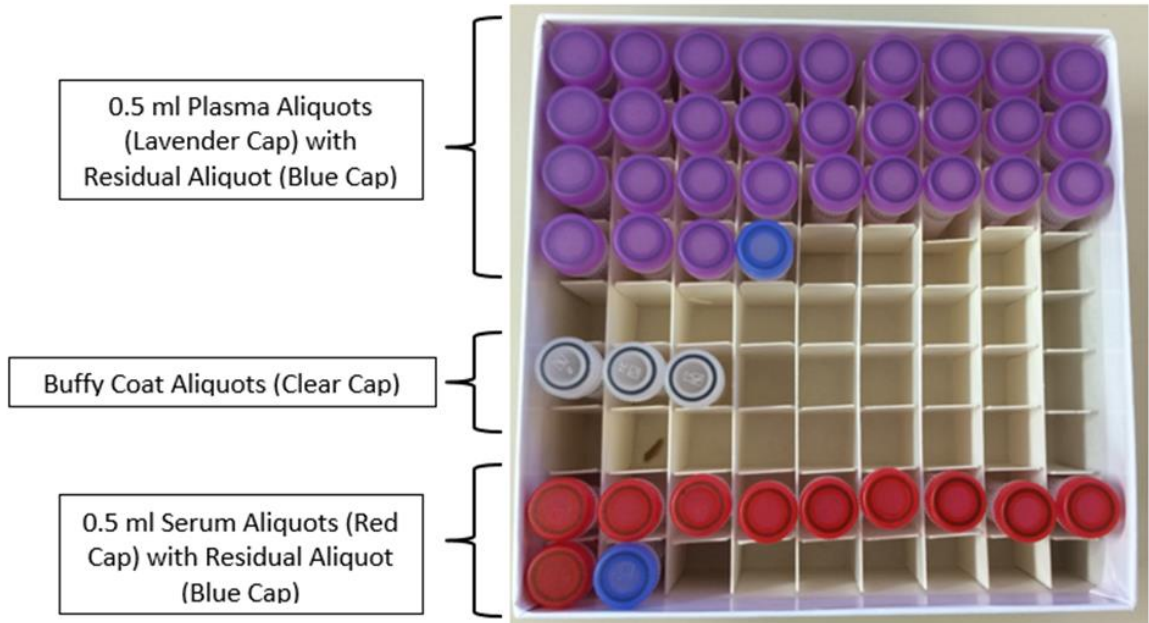 0.5 ml Plasma Aliquots
(Lavender Cap) with
Residual Aliquot (Blue Cap)
Buffy Coat Aliquots (Clear Cap)
0.5 ml Serum Aliquots (Red
Cap) with Residual Aliquot
(Blue Cap)